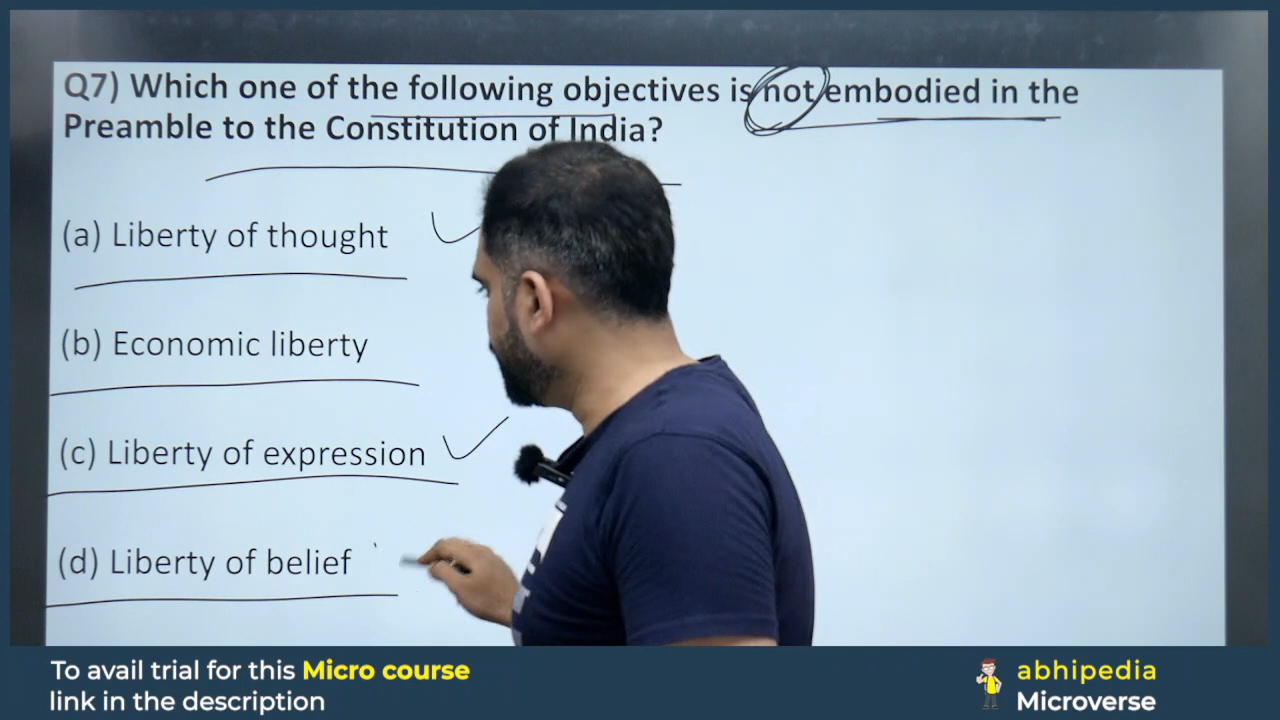 Q7) Which one of the following objectives is not embodied in the
Preamble to the Constitution of India?
(a) Liberty of thought
(b) Economic liberty
(c) Liberty of expression
(d) Liberty of belief
To avail trial for this Micro course
link in the description
abhipedia
Microverse